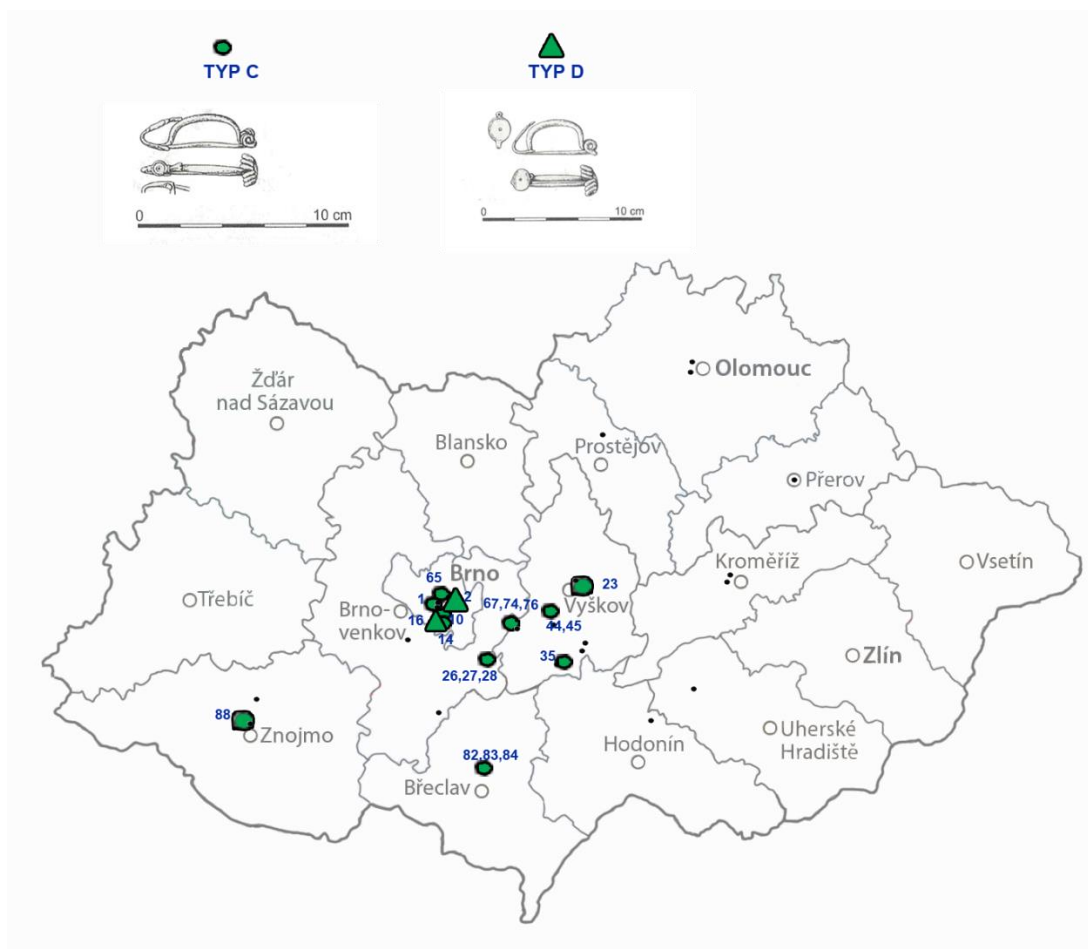 TYP C
TYP D
0 10 cm
0 10 cm
Olomouc
Žďár
nad Sázavou
Blansko
Prostějov
Přerov
Kroměříž
Vsetín
65
Brno
23
Třebíč
1
2
67,74,76
Vyškov
Brno-
venkov
16
10
44,45
14
35
Zlín
26,27,28
88
Znojmo
Uherské
Hradiště
Hodonín
82,83,84
Břeclav